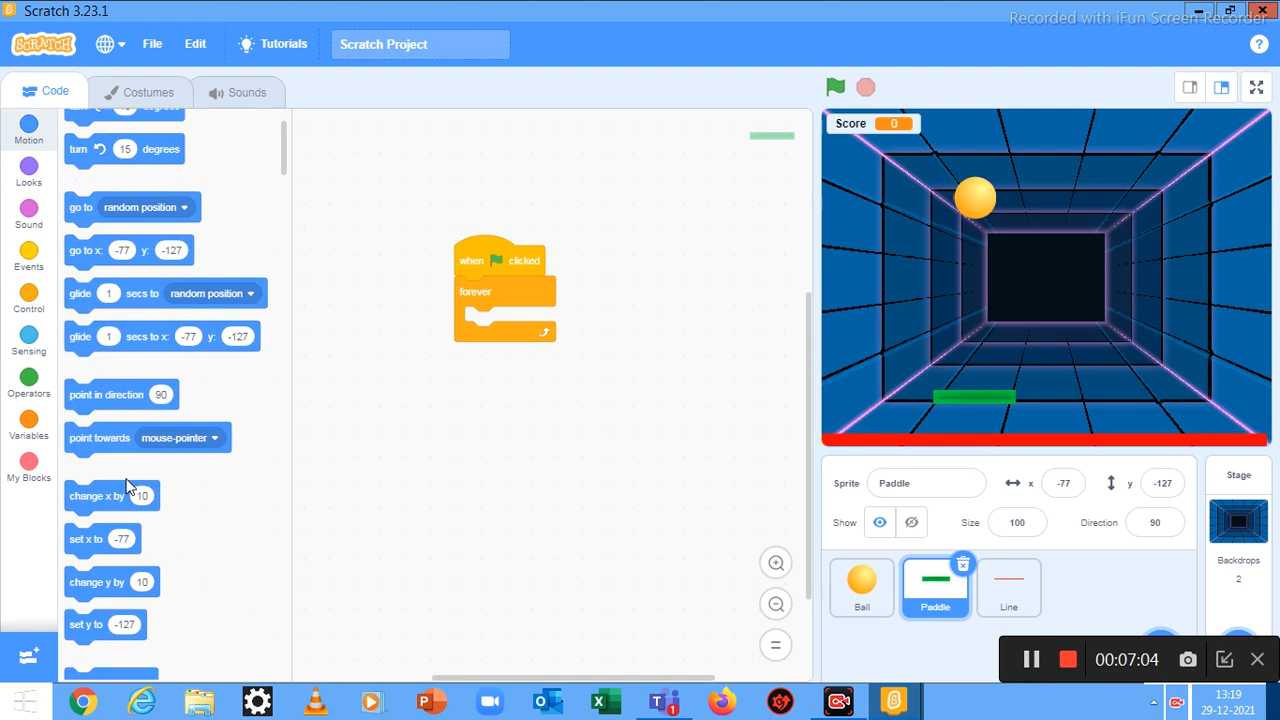 Scratch 3.23.1
Recorded with iFun Screen Recorder
SCRATCH
File
Edit
Tutorials
Scratch Project
?
Code
Costumes
Sounds
Motion
Looks
Sound
Events
Control
Sensing
Operators
Variables
My Blocks
turn 15 degrees
go to random position
go to x: -77 y: -127
glide 1 secs to random position
glide 1 secs to x: -77 y: -127
point in direction 90
point towards mouse-pointer
change x by 10
set x to -77
change y by 10
set y to -127
when clicked
forever
Score 0
Sprite Paddle x -77 y -127
Show Size 100 Direction 90
Ball
Paddle
Line
Stage
Backdrops
2
00:07:04
1
13:19
29-12-2021